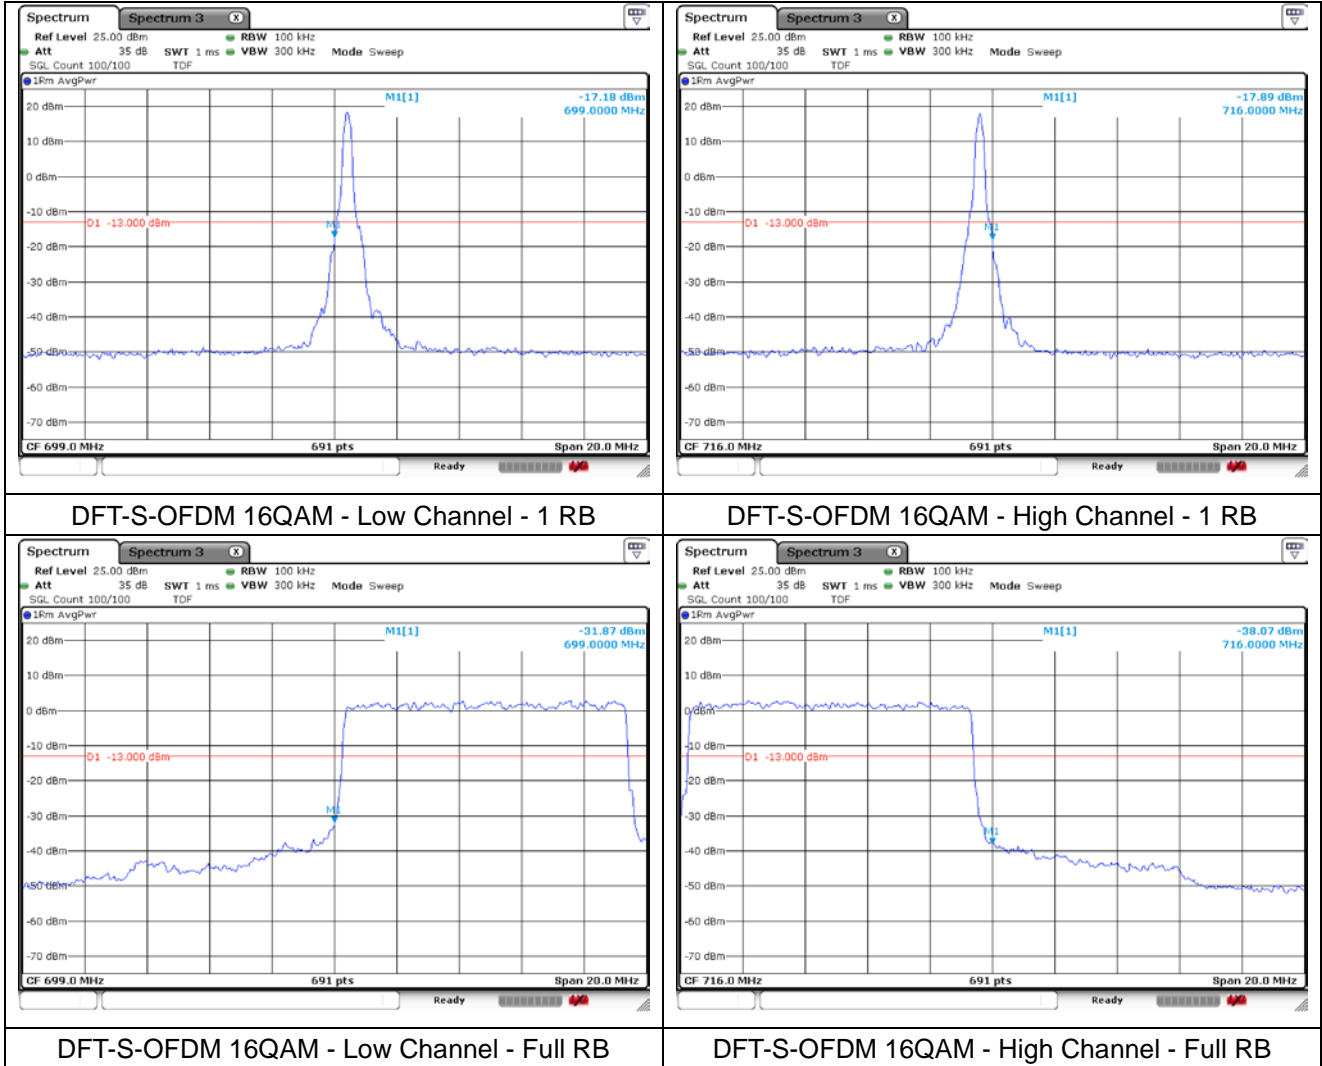 Spectrum Spectrum 3 X
Ref Level 25.00 dBm RBW 100 kHz
Att 35 dB SWT 1 ms VBW 300 kHz Mode Sweep
SGL Count 100/100 TDF
1Rm AvgPwr
M1[1] -17.18 dBm
699.0000 MHz
20 dBm
10 dBm
0 dBm
-10 dBm
D1 -13.000 dBm
M1
-20 dBm
-30 dBm
-40 dBm
-50 dBm
-60 dBm
-70 dBm
CF 699.0 MHz 691 pts Span 20.0 MHz
Ready
DFT-S-OFDM 16QAM - Low Channel - 1 RB
Spectrum Spectrum 3 X
Ref Level 25.00 dBm RBW 100 kHz
Att 35 dB SWT 1 ms VBW 300 kHz Mode Sweep
SGL Count 100/100 TDF
1Rm AvgPwr
M1[1] -17.89 dBm
716.0000 MHz
20 dBm
10 dBm
0 dBm
-10 dBm
D1 -13.000 dBm
M1
-20 dBm
-30 dBm
-40 dBm
-50 dBm
-60 dBm
-70 dBm
CF 716.0 MHz 691 pts Span 20.0 MHz
Ready
DFT-S-OFDM 16QAM - High Channel - 1 RB
Spectrum Spectrum 3 X
Ref Level 25.00 dBm RBW 100 kHz
Att 35 dB SWT 1 ms VBW 300 kHz Mode Sweep
SGL Count 100/100 TDF
1Rm AvgPwr
M1[1] -31.87 dBm
699.0000 MHz
20 dBm
10 dBm
0 dBm
-10 dBm
D1 -13.000 dBm
-20 dBm
M1
-30 dBm
-40 dBm
-50 dBm
-60 dBm
-70 dBm
CF 699.0 MHz 691 pts Span 20.0 MHz
Ready
DFT-S-OFDM 16QAM - Low Channel - Full RB
Spectrum Spectrum 3 X
Ref Level 25.00 dBm RBW 100 kHz
Att 35 dB SWT 1 ms VBW 300 kHz Mode Sweep
SGL Count 100/100 TDF
1Rm AvgPwr
M1[1] -38.07 dBm
716.0000 MHz
20 dBm
10 dBm
0 dBm
-10 dBm
D1 -13.000 dBm
-20 dBm
-30 dBm
M1
-40 dBm
-50 dBm
-60 dBm
-70 dBm
CF 716.0 MHz 691 pts Span 20.0 MHz
Ready
DFT-S-OFDM 16QAM - High Channel - Full RB